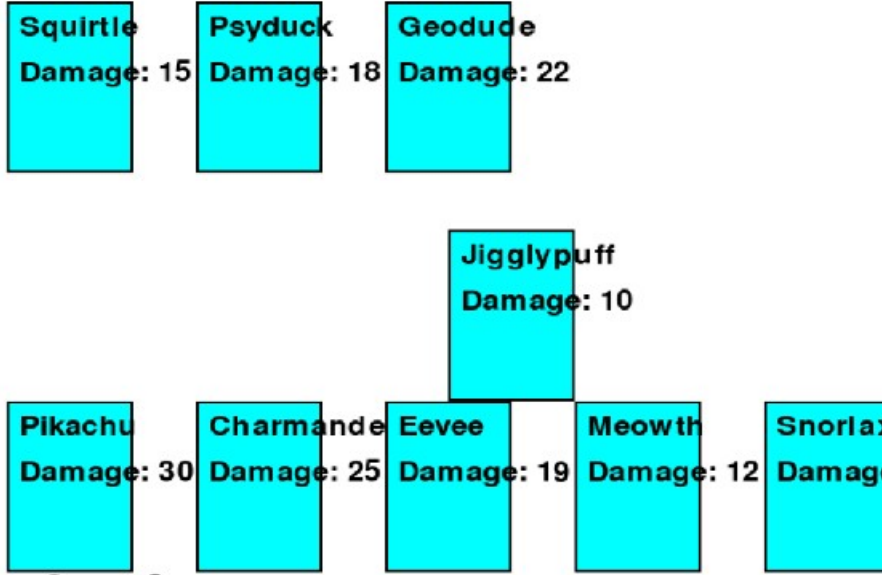 Squirtle Psyduck Geodude
Damage: 15 Damage: 18 Damage: 22
Jigglypuff
Damage: 10
Pikachu Charmande Eevee Meowth Snorlax
Damage: 30 Damage: 25 Damage: 19 Damage: 12 Damage